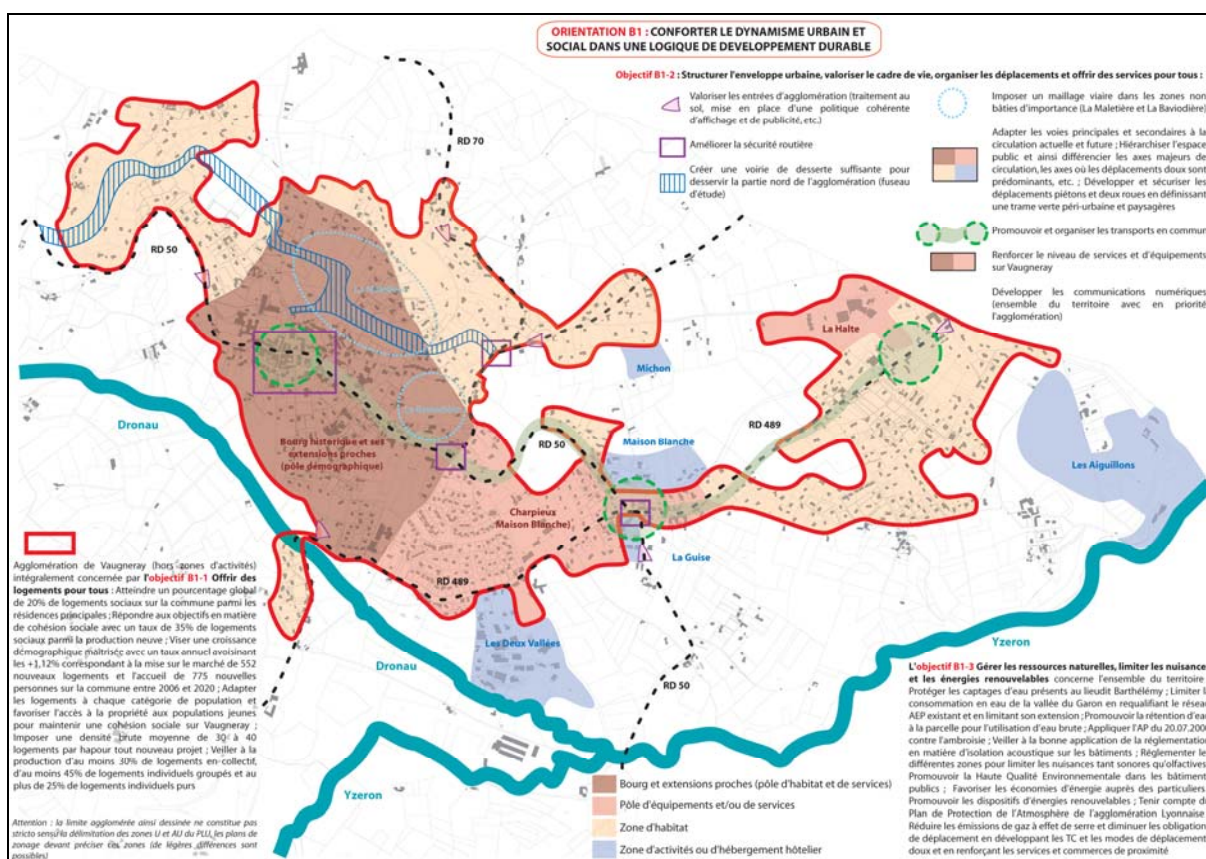 ORIENTATION B1 : CONFORTER LE DYNAMISME URBAIN ET
SOCIAL DANS UNE LOGIQUE DE DEVELOPPEMENT DURABLE
Objectif B1-2 : Structurer l'enveloppe urbaine, valoriser le cadre de vie, organiser les déplacements et offrir des services pour tous :
Valoriser les entrées d'agglomération (traitement au
sol, mise en place d'une politique cohérente
d'affichage et de publicité, etc.)
Améliorer la sécurité routière
Créer une voirie de desserte suffisante pour
desservir la partie nord de l'agglomération (fuseau
d'étude)
Imposer un maillage viaire dans les zones non
bâties d'importance (La Maletière et La Baviodière)
Adapter les voies principales et secondaires à la
circulation actuelle et future ; Hiérarchiser l'espace
public et ainsi différencier les axes majeurs de
circulation, les axes où les déplacements doux sont
prédominants, etc. ; Développer et sécuriser les
déplacements piétons et deux roues en définissant
une trame verte péri-urbaine et paysagères
Promouvoir et organiser les transports en commun
Renforcer le niveau de services et d'équipements
sur Vaugneray
Développer les communications numériques
(ensemble du territoire avec en priorité
l'agglomération)
RD 70
RD 50
La Maletière
La Halte
Michon
La Baviodière
Dronau
RD 50
Maison Blanche
RD 489
Bourg historique et ses
extensions proches
(pôle démographique)
Les Aiguillons
Charpieux
Maison Blanche)
La Guise
RD 489
Les Deux Vallées
Dronau
RD 50
Yzeron
Yzeron
Agglomération de Vaugneray (hors zones d'activités)
intégralement concernée par l'objectif B1-1 Offrir des
logements pour tous : Atteindre un pourcentage global
de 20% de logements sociaux sur la commune parmi les
résidences principales ; Répondre aux objectifs en matière
de cohésion sociale avec un taux de 35% de logements
sociaux parmi la production neuve ; Viser une croissance
démographique maîtrisée avec un taux annuel avoisinant
les +1,12% correspondant à la mise sur le marché de 552
nouveaux logements et l'accueil de 775 nouvelles
personnes sur la commune entre 2006 et 2020 ; Adapter
les logements à chaque catégorie de population et
favoriser l'accès à la propriété aux populations jeunes
pour maintenir une cohésion sociale sur Vaugneray ;
Imposer une densité brute moyenne de 30 à 40
logements par hapour tout nouveau projet ; Veiller à la
production d'au moins 30% de logements en collectif,
d'au moins 45% de logements individuels groupés et au
plus de 25% de logements individuels purs
Attention : la limite agglomérée ainsi dessinée ne constitue pas
stricto sensu la délimitation des zones U et AU du PLU, les plans de
zonage devant préciser ces zones (de légères différences sont
possibles)
Bourg et extensions proches (pôle d'habitat et de services)
Pôle d'équipements et/ou de services
Zone d'habitat
Zone d'activités ou d'hébergement hôtelier
L'objectif B1-3 Gérer les ressources naturelles, limiter les nuisance
et les énergies renouvelables concerne l'ensemble du territoire
Protéger les captages d'eau présents au lieudit Barthélémy ; Limiter l
consommation en eau de la vallée du Garon en requalifiant le résea
AEP existant et en limitant son extension ; Promouvoir la rétention d'ea
à la parcelle pour l'utilisation d'eau brute ; Appliquer l'AP du 20.07.200
contre l'ambroisie ; Veiller à la bonne application de la réglementation
en matière d'isolation acoustique sur les bâtiments ; Réglementer le
différentes zones pour limiter les nuisances tant sonores qu'olfactives
Promouvoir la Haute Qualité Environnementale dans les bâtiment
publics ; Favoriser les économies d'énergie auprès des particuliers
Promouvoir les dispositifs d'énergies renouvelables ; Tenir compte du
Plan de Protection de l'Atmosphère de l'agglomération Lyonnaise
Réduire les émissions de gaz à effet de serre et diminuer les obligation
de déplacement en développant les TC et les modes de déplacement
doux et en renforçant les services et commerces de proximité